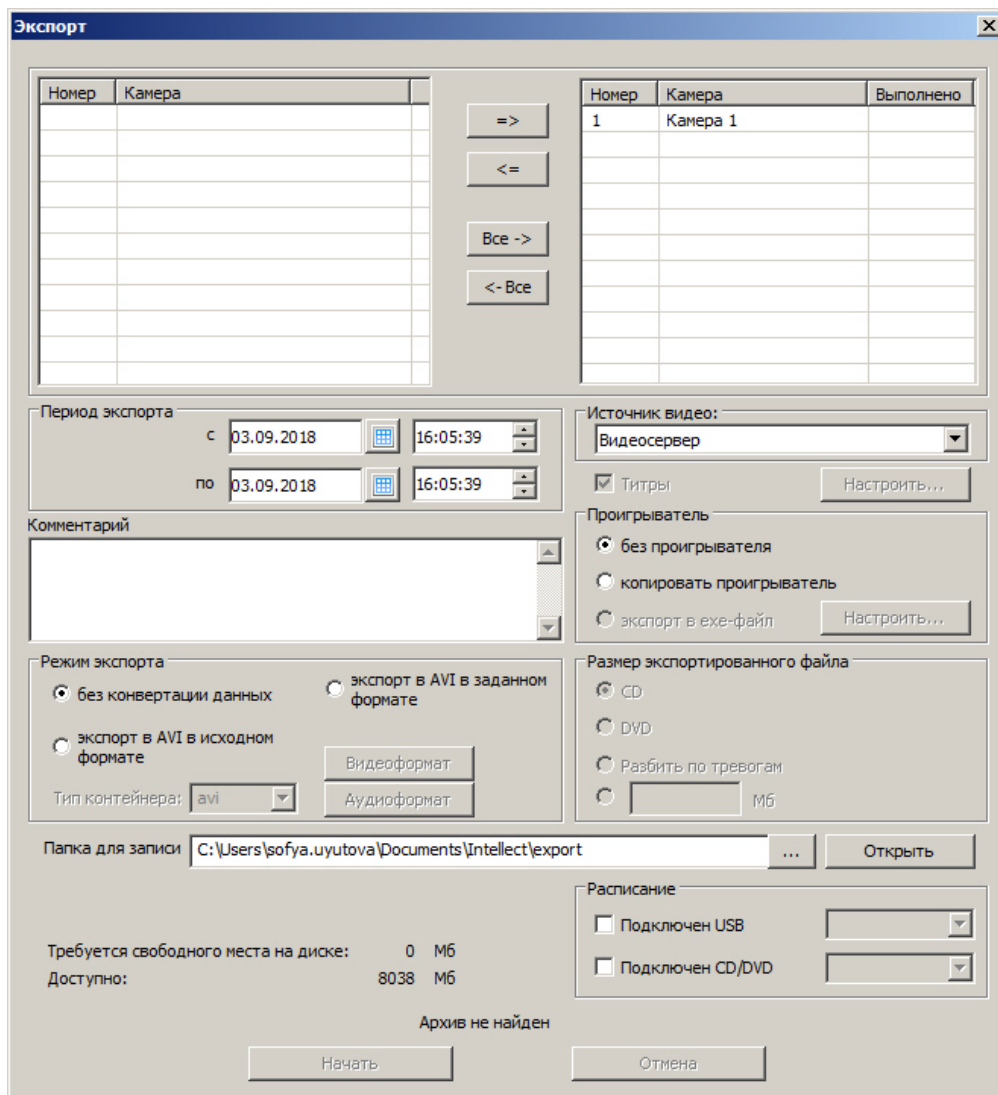 Экспорт
Номер Камера
Номер Камера Выполнено
1 Камера 1
=>
<=
Все ->
<- Все
Период экспорта
с 03.09.2018 16:05:39
по 03.09.2018 16:05:39
Источник видео:
Видеосервер
Титры Настроить...
Комментарий
Проигрыватель
без проигрывателя
копировать проигрыватель
экспорт в exe-файл Настроить...
Режим экспорта
без конвертации данных
экспорт в AVI в заданном
формате
экспорт в AVI в исходном
формате
Видеоформат
Тип контейнера: avi Аудиоформат
Размер экспортированного файла
CD
DVD
Разбить по тревогам
Мб
Папка для записи C:\Users\sofya.uyutova\Documents\Intellect\export ... Открыть
Расписание
Подключен USB
Подключен CD/DVD
Требуется свободного места на диске: 0 Мб
Доступно: 8038 Мб
Архив не найден
Начать Отмена